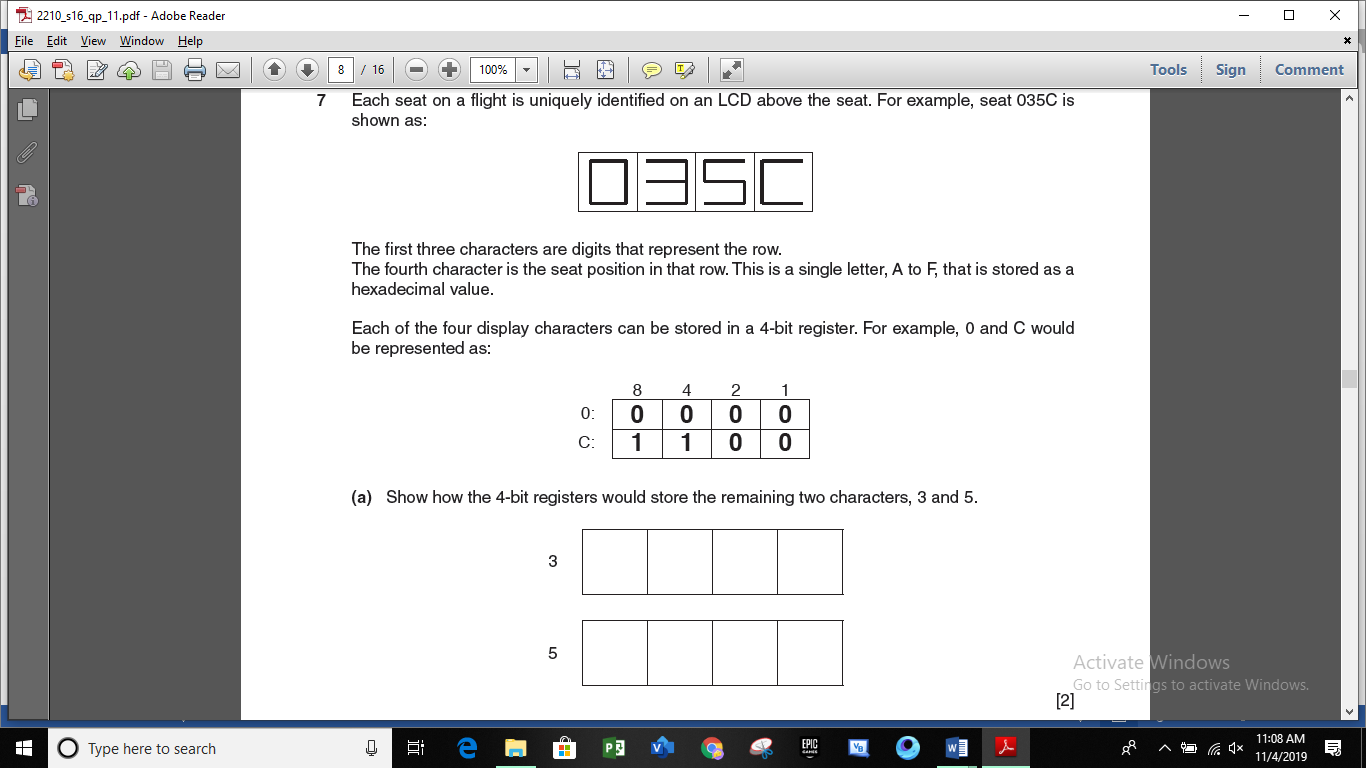 2210_s16_qp_11.pdf - Adobe Reader
File Edit View Window Help
8 / 16 100% Tools Sign Comment
7 Each seat on a flight is uniquely identified on an LCD above the seat. For example, seat 035C is
shown as:
035C
The first three characters are digits that represent the row.
The fourth character is the seat position in that row. This is a single letter, A to F, that is stored as a
hexadecimal value.
Each of the four display characters can be stored in a 4-bit register. For example, 0 and C would
be represented as:
8 4 2 1
0: 0 0 0 0
C: 1 1 0 0
(a) Show how the 4-bit registers would store the remaining two characters, 3 and 5.
3
5
[2]
Activate Windows
Go to Settings to activate Windows.
Type here to search
11:08 AM
11/4/2019